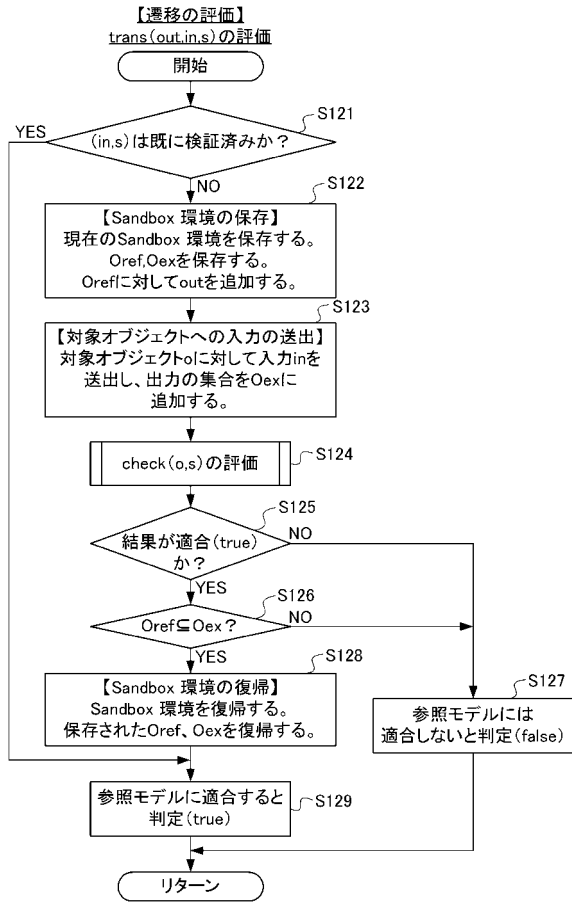 【遷移の評価】
trans(out,in,s)の評価
開始
S121
YES
(in,s)は既に検証済みか？
NO
S122
【Sandbox 環境の保存】
現在のSandbox 環境を保存する。
Oref,Oexを保存する。
Orefに対してoutを追加する。
S123
【対象オブジェクトへの入力の送出】
対象オブジェクトoに対して入力inを
送出し、出力の集合をOexに
追加する。
check(o,s)の評価
S124
S125
NO
結果が適合(true)
か？
YES
S126
NO
Oref⊆Oex？
YES
S128
【Sandbox 環境の復帰】
Sandbox 環境を復帰する。
保存されたOref、Oexを復帰する。
S127
参照モデルには
適合しないと判定(false)
参照モデルに適合すると
判定(true)
S129
リターン